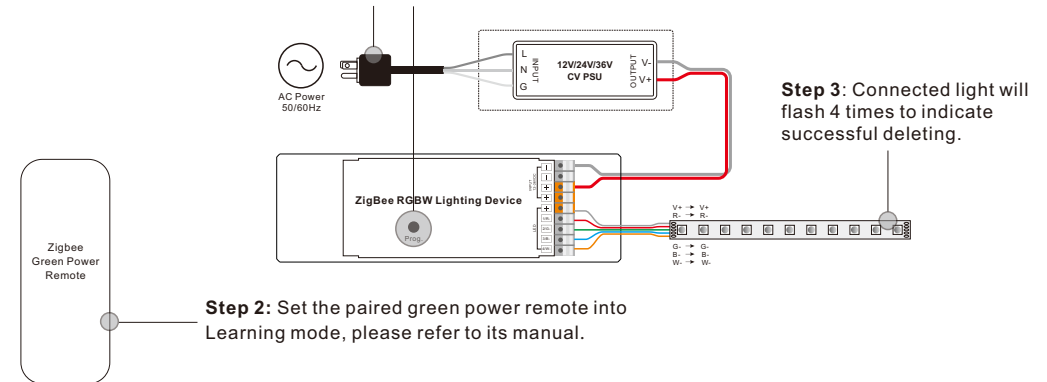 L
N
G
INPUT
12V/24V/36V
CV PSU
OUTPUT
V-
V+
AC Power
50/60Hz
Step 3: Connected light will
flash 4 times to indicate
successful deleting.
ZigBee RGBW Lighting Device
Prog.
LED
V+ → V+
R- → R-
G- → G-
B- → B-
W- → W-
Zigbee
Green Power
Remote
Step 2: Set the paired green power remote into
Learning mode, please refer to its manual.